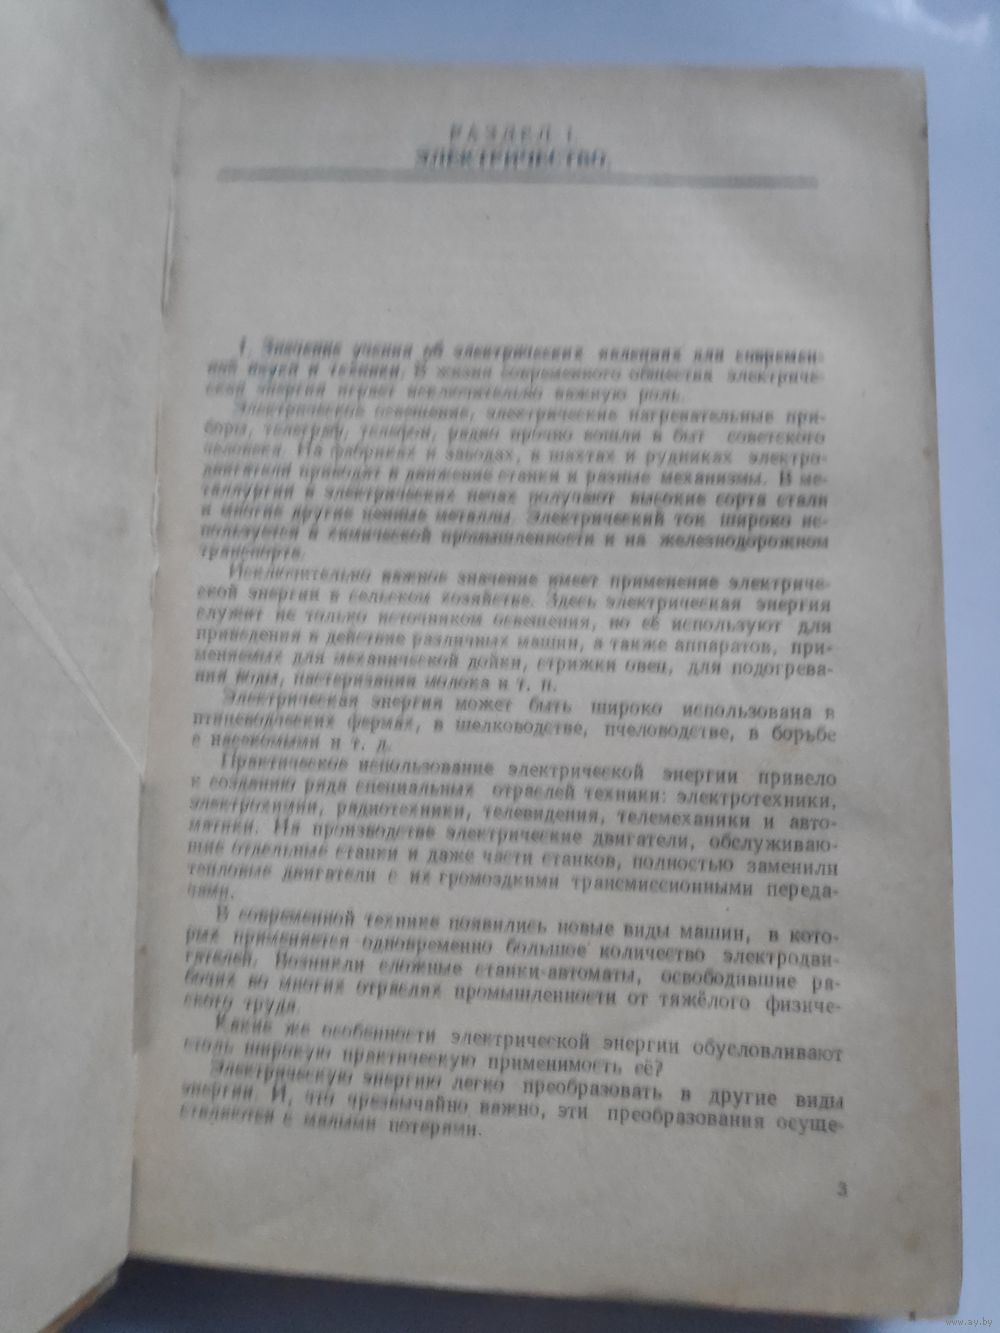 РАЗДЕЛ I.
ЭЛЕКТРИЧЕСТВО.
1. Значение учения об электрических явлениях для современ-
ной науки и техники. В жизни современного общества электриче-
ская энергия играет исключительно важную роль.
Электрическое освещение, электрические нагревательные при-
боры, телеграф, телефон, радио прочно вошли в быт советского
человека. На фабриках и заводах, в шахтах и рудниках электро-
двигатели приводят в движение станки и разные механизмы. В ме-
таллургии в электрических печах получают высокие сорта стали
и многие другие ценные металлы. Электрический ток широко ис-
пользуется в химической промышленности и на железнодорожном
транспорте.
Исключительно важное значение имеет применение электриче-
ской энергии в сельском хозяйстве. Здесь электрическая энергия
служит не только источником освещения, но её используют для
приведения в действие различных машин, а также аппаратов, при-
меняемых для механической дойки, стрижки овец, для подогрева-
ния воды, пастеризации молока и т. п.
Электрическая энергия может быть широко использована в
птицеводческих фермах, в шелководстве, пчеловодстве, в борьбе
с насекомыми и т. д.
Практическое использование электрической энергии привело
к созданию ряда специальных отраслей техники: электротехники,
электрохимии, радиотехники, телевидения, телемеханики и авто-
матики. На производстве электрические двигатели, обслуживаю-
щие отдельные станки и даже части станков, полностью заменили
тепловые двигатели с их громоздкими трансмиссионными переда-
чами.
В современной технике появились новые виды машин, в кото-
рых применяется одновременно большое количество электродви-
гателей. Возникли сложные станки-автоматы, освободившие ра-
бочих во многих отраслях промышленности от тяжёлого физиче-
ского труда.
Какие же особенности электрической энергии обусловливают
столь широкую практическую применимость её?
Электрическую энергию легко преобразовать в другие виды
энергии. И, что чрезвычайно важно, эти преобразования осуще-
ствляются с малыми потерями.
3
www.ay.by